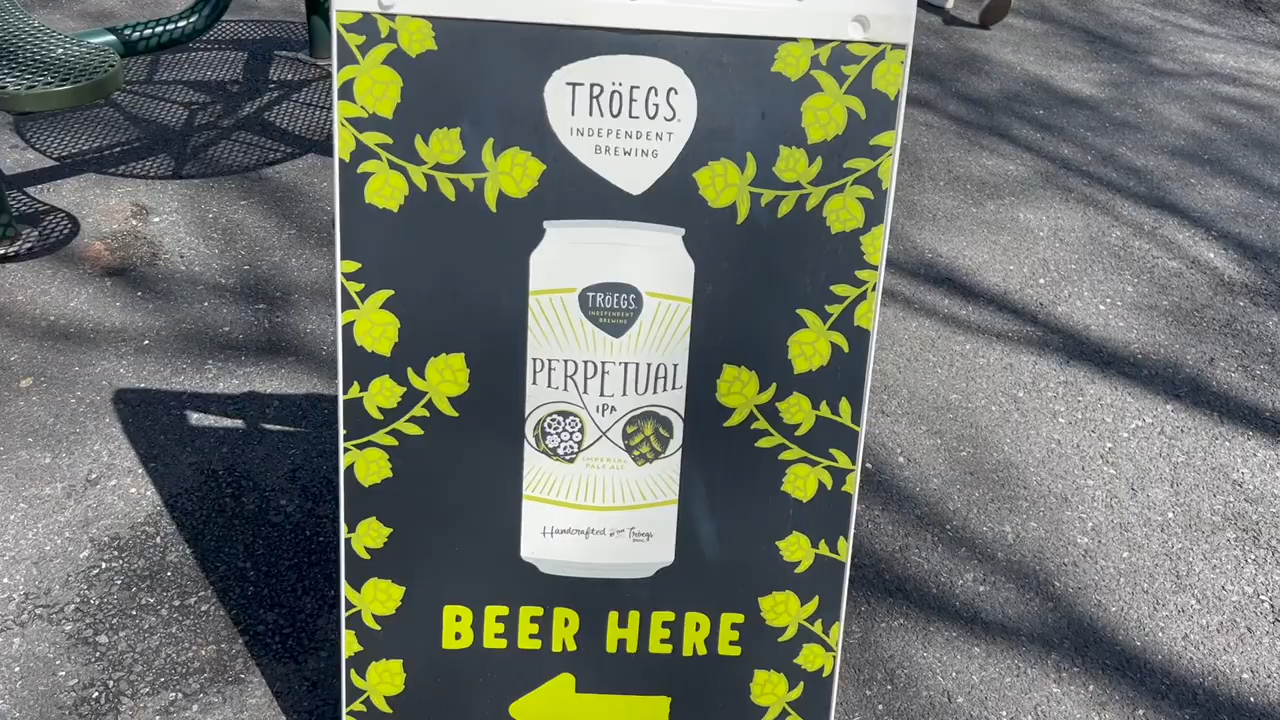 TRöEGS
INDEPENDENT
BREWING
TRöEGS
INDEPENDENT
BREWING
PERPETUAL
IPA
IMPERIAL
PALE ALE
Handcrafted BY THE Tröegs
BEER HERE